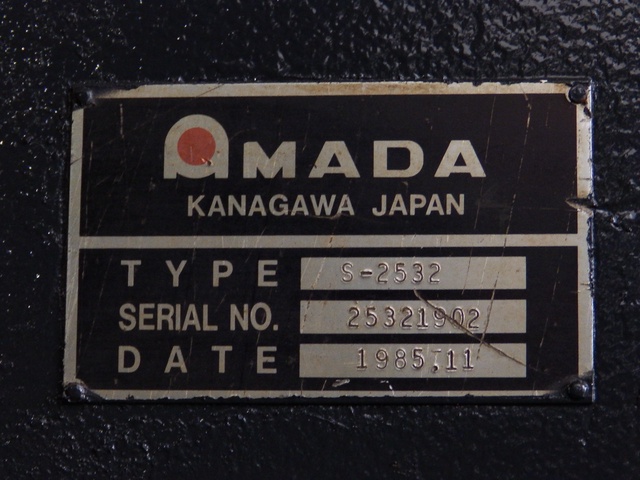 AMADA
KANAGAWA JAPAN
TYPE S-2532
SERIAL NO. 25321902
DATE 1985.11